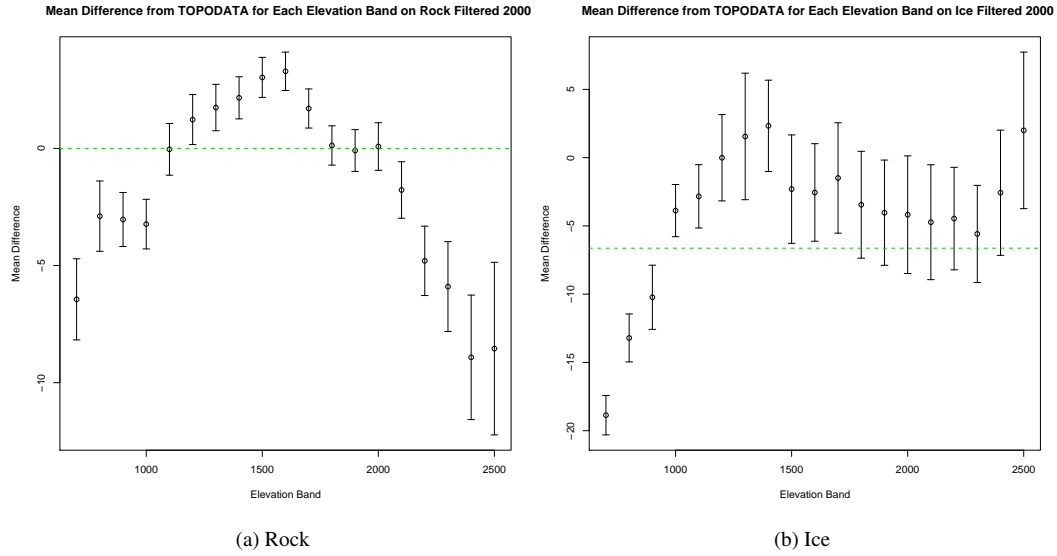 Mean Difference from TOPODATA for Each Elevation Band on Rock Filtered 2000
0
−5
−10
Mean Difference
1000
1500
2000
2500
Elevation Band
(a) Rock
Mean Difference from TOPODATA for Each Elevation Band on Ice Filtered 2000
5
0
−5
−10
−15
−20
Mean Difference
1000
1500
2000
2500
Elevation Band
(b) Ice